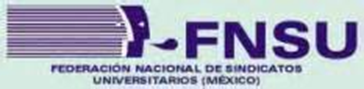 FNSU
FEDERACIÓN NACIONAL DE SINDICATOS
UNIVERSITARIOS (MÉXICO)